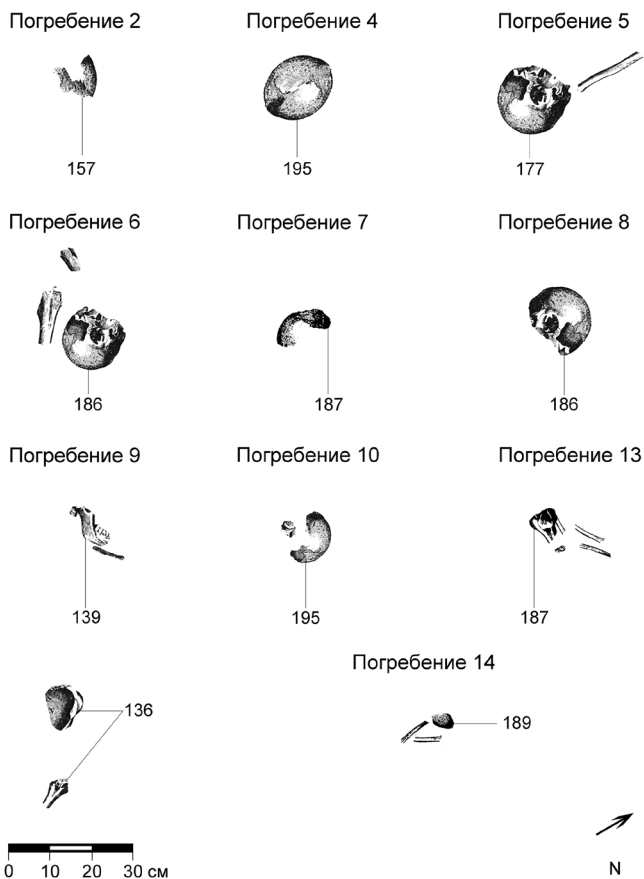 Погребение 2
Погребение 4
Погребение 5
157
195
177
Погребение 6
Погребение 7
Погребение 8
186
187
186
Погребение 9
Погребение 10
Погребение 13
139
195
187
Погребение 14
136
189
0 10 20 30 см
N